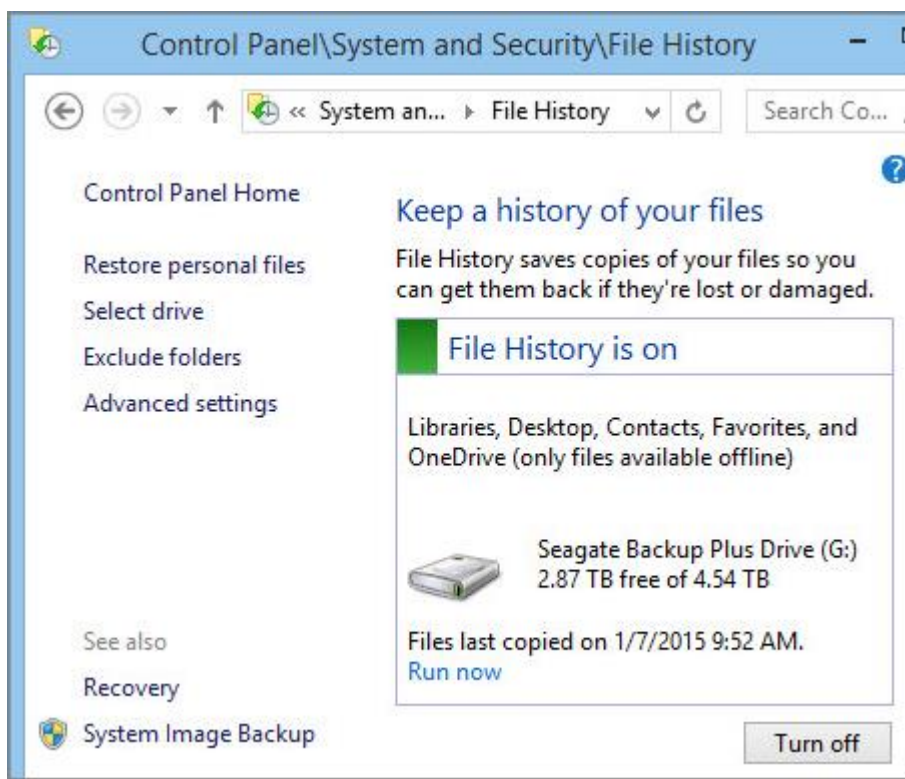 Control Panel\System and Security\File History
« System an... File History
Search Co...
Control Panel Home
Restore personal files
Select drive
Exclude folders
Advanced settings
See also
Recovery
System Image Backup
Keep a history of your files
File History saves copies of your files so you
can get them back if they're lost or damaged.
File History is on
Libraries, Desktop, Contacts, Favorites, and
OneDrive (only files available offline)
Seagate Backup Plus Drive (G:)
2.87 TB free of 4.54 TB
Files last copied on 1/7/2015 9:52 AM.
Run now
Turn off